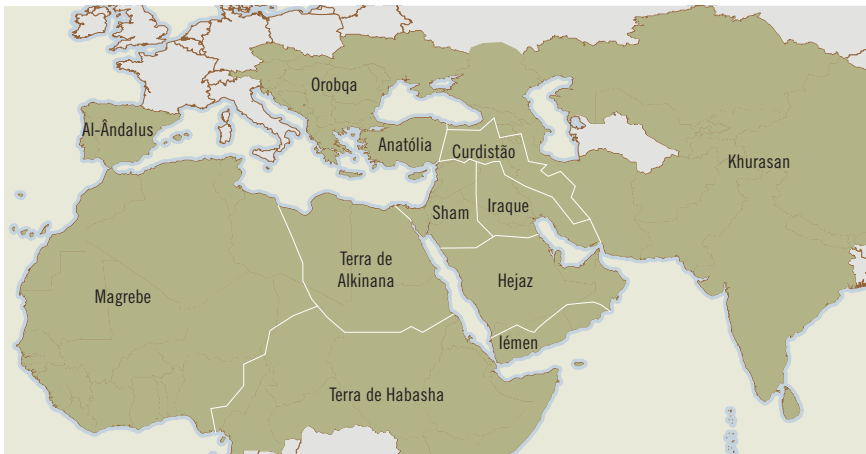 Orobqa
Al-Ândalus
Anatólia
Curdistão
Khurasan
Sham
Iraque
Terra de
Alkinana
Hejaz
Magrebe
Iémen
Terra de Habasha